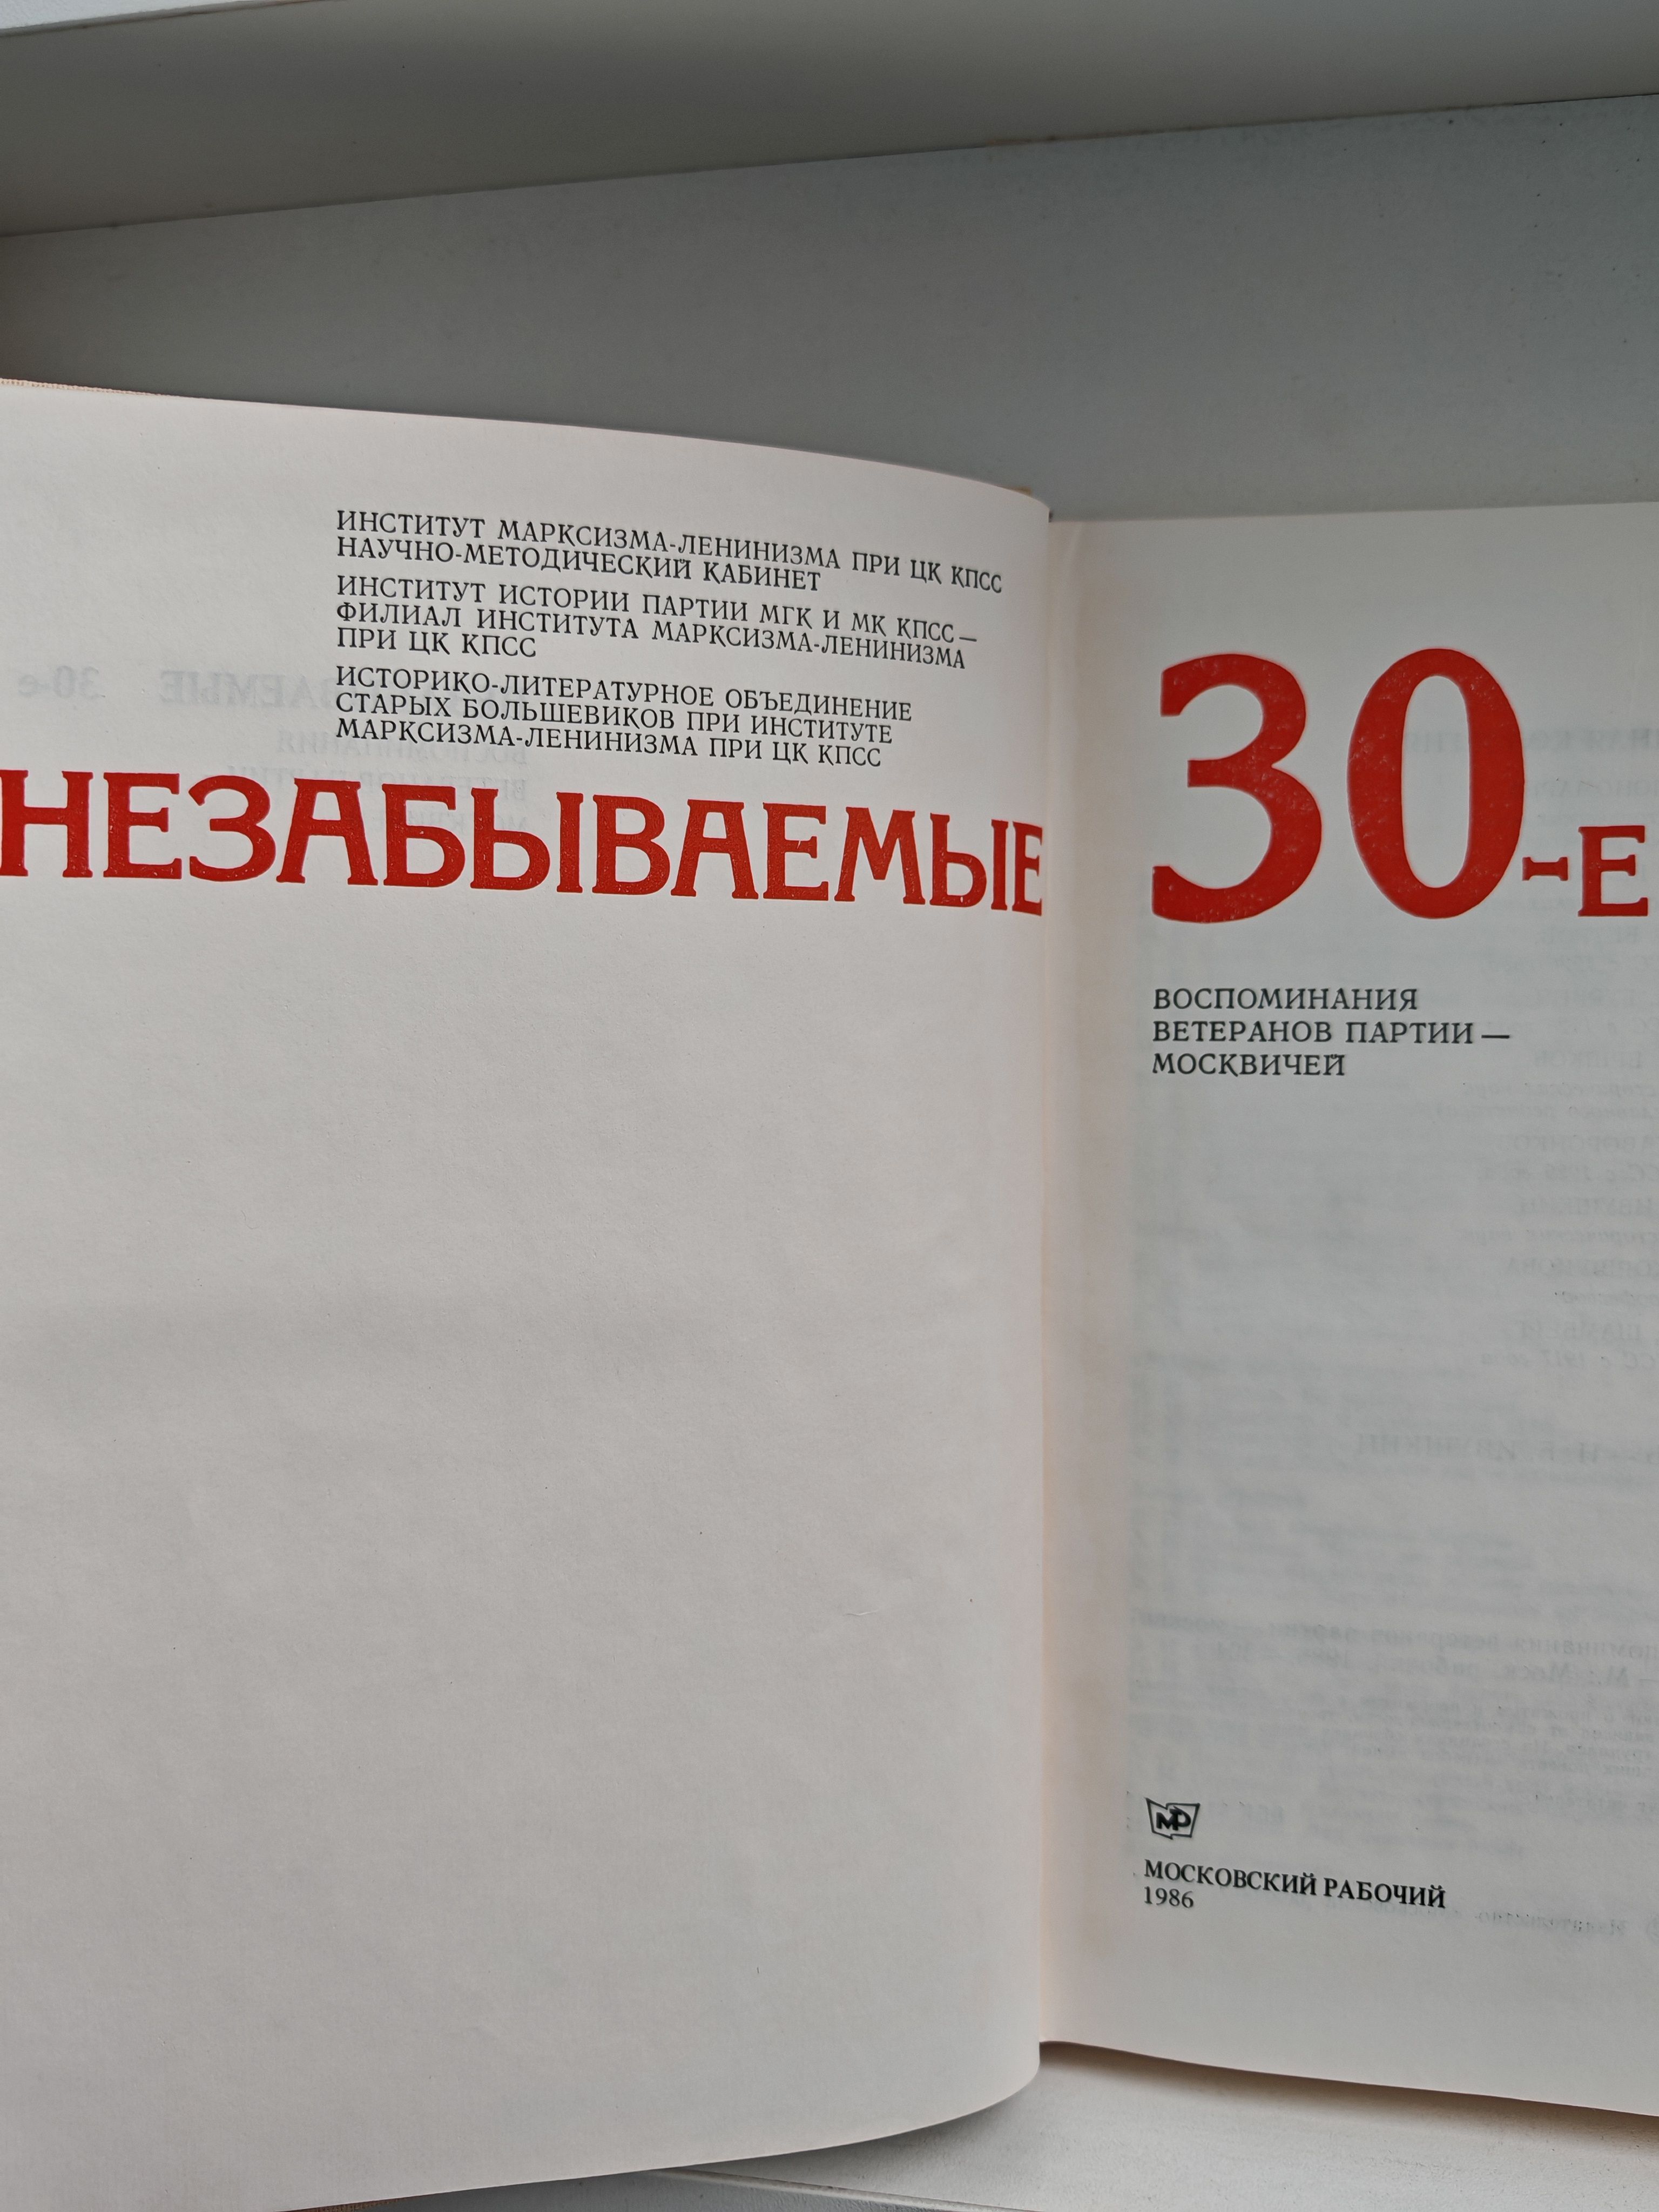 ИНСТИТУТ МАРКСИЗМА-ЛЕНИНИЗМА ПРИ ЦК КПСС
НАУЧНО-МЕТОДИЧЕСКИЙ КАБИНЕТ
ИНСТИТУТ ИСТОРИИ ПАРТИИ МГК И МК КПСС —
ФИЛИАЛ ИНСТИТУТА МАРКСИЗМА-ЛЕНИНИЗМА
ПРИ ЦК КПСС
ИСТОРИКО-ЛИТЕРАТУРНОЕ ОБЪЕДИНЕНИЕ
СТАРЫХ БОЛЬШЕВИКОВ ПРИ ИНСТИТУТЕ
МАРКСИЗМА-ЛЕНИНИЗМА ПРИ ЦК КПСС
НЕЗАБЫВАЕМЫЕ
30-Е
ВОСПОМИНАНИЯ
ВЕТЕРАНОВ ПАРТИИ —
МОСКВИЧЕЙ
МР
МОСКОВСКИЙ РАБОЧИЙ
1986